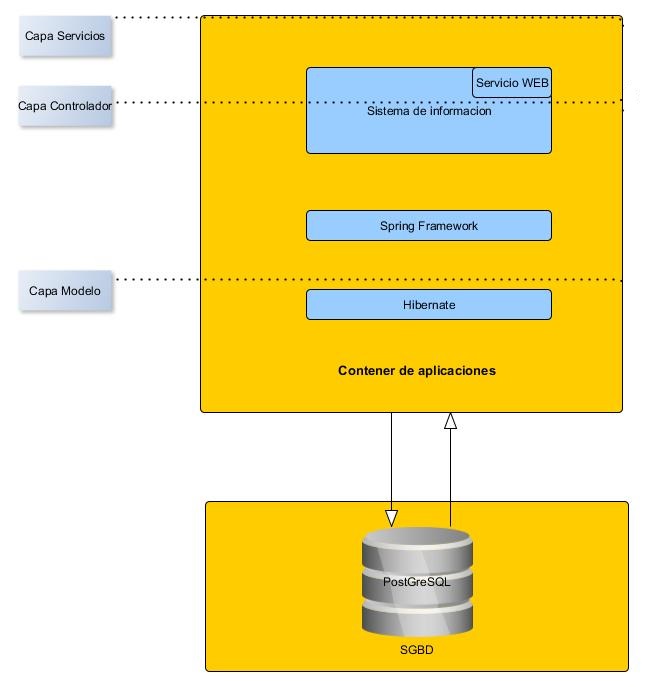 Capa Servicios
Servicio WEB
Capa Controlador
Sistema de informacion
Spring Framework
Capa Modelo
Hibernate
Contener de aplicaciones
PostGreSQL
SGBD